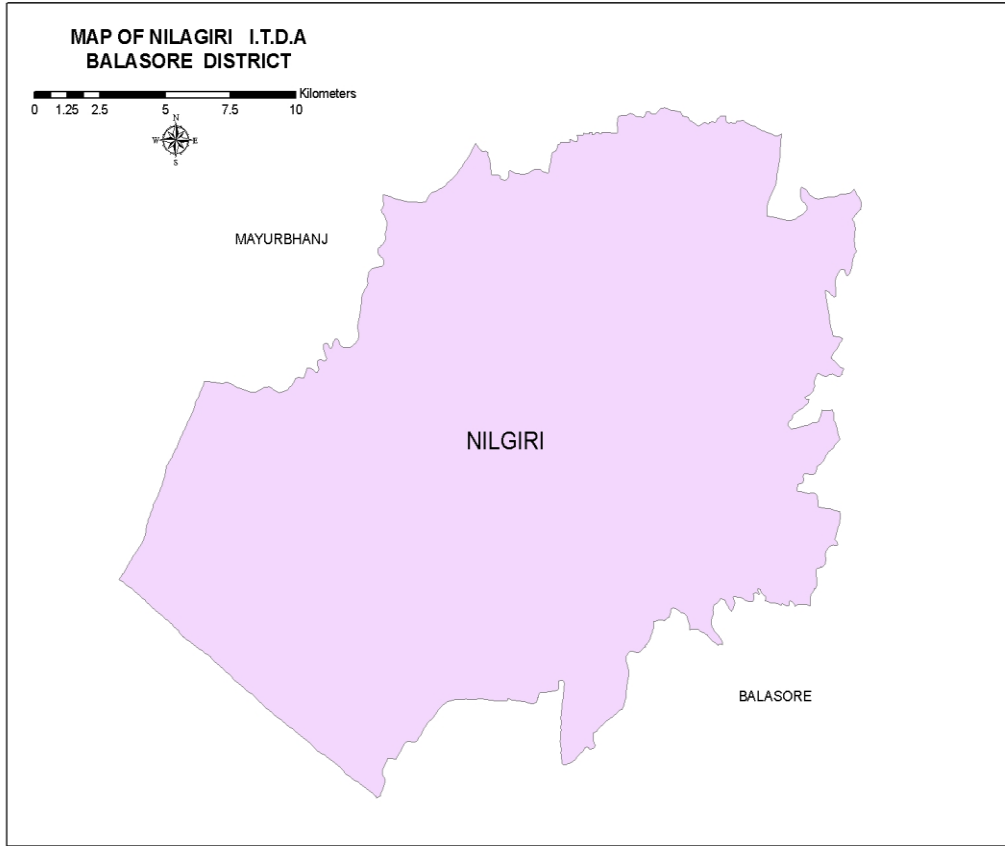 MAP OF NILAGIRI I.T.D.A
BALASORE DISTRICT
Kilometers
0 1.25 2.5 5 7.5 10
N
W E
S
MAYURBHANJ
NILGIRI
BALASORE